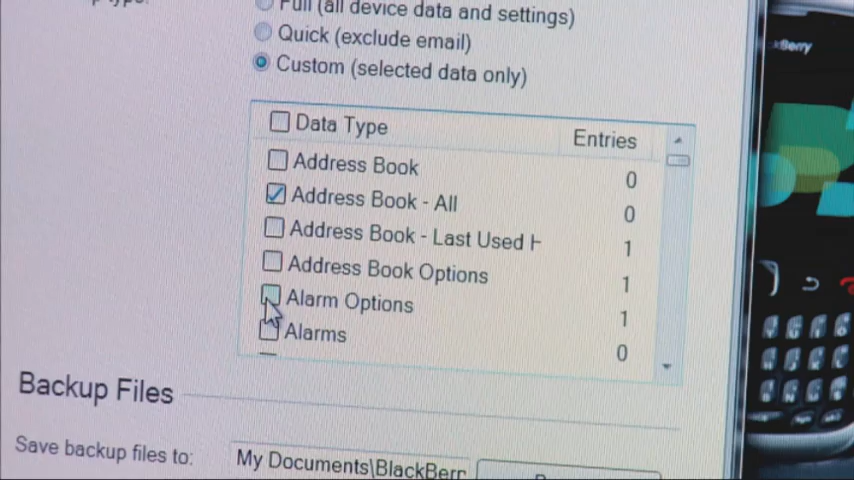 Full (all device data and settings)
Quick (exclude email)
Custom (selected data only)
Data Type Entries
Address Book 0
Address Book - All 0
Address Book - Last Used 1
Address Book Options 1
Alarm Options 1
Alarms 0
Backup Files
Save backup files to: My Documents\BlackBerr